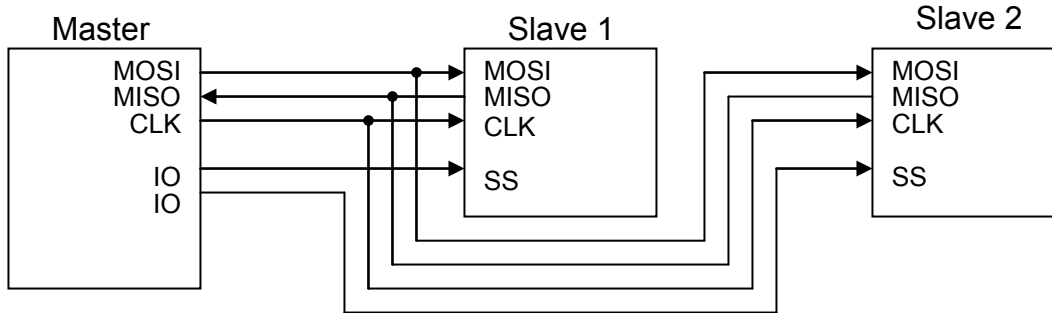 Master
MOSI
MISO
CLK
IO
IO
Slave 1
MOSI
MISO
CLK
SS
Slave 2
MOSI
MISO
CLK
SS